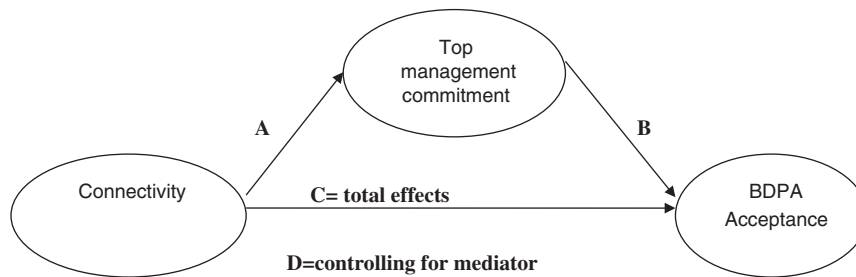 Top
management
commitment
A
B
Connectivity
C= total effects
BDPA
Acceptance
D=controlling for mediator